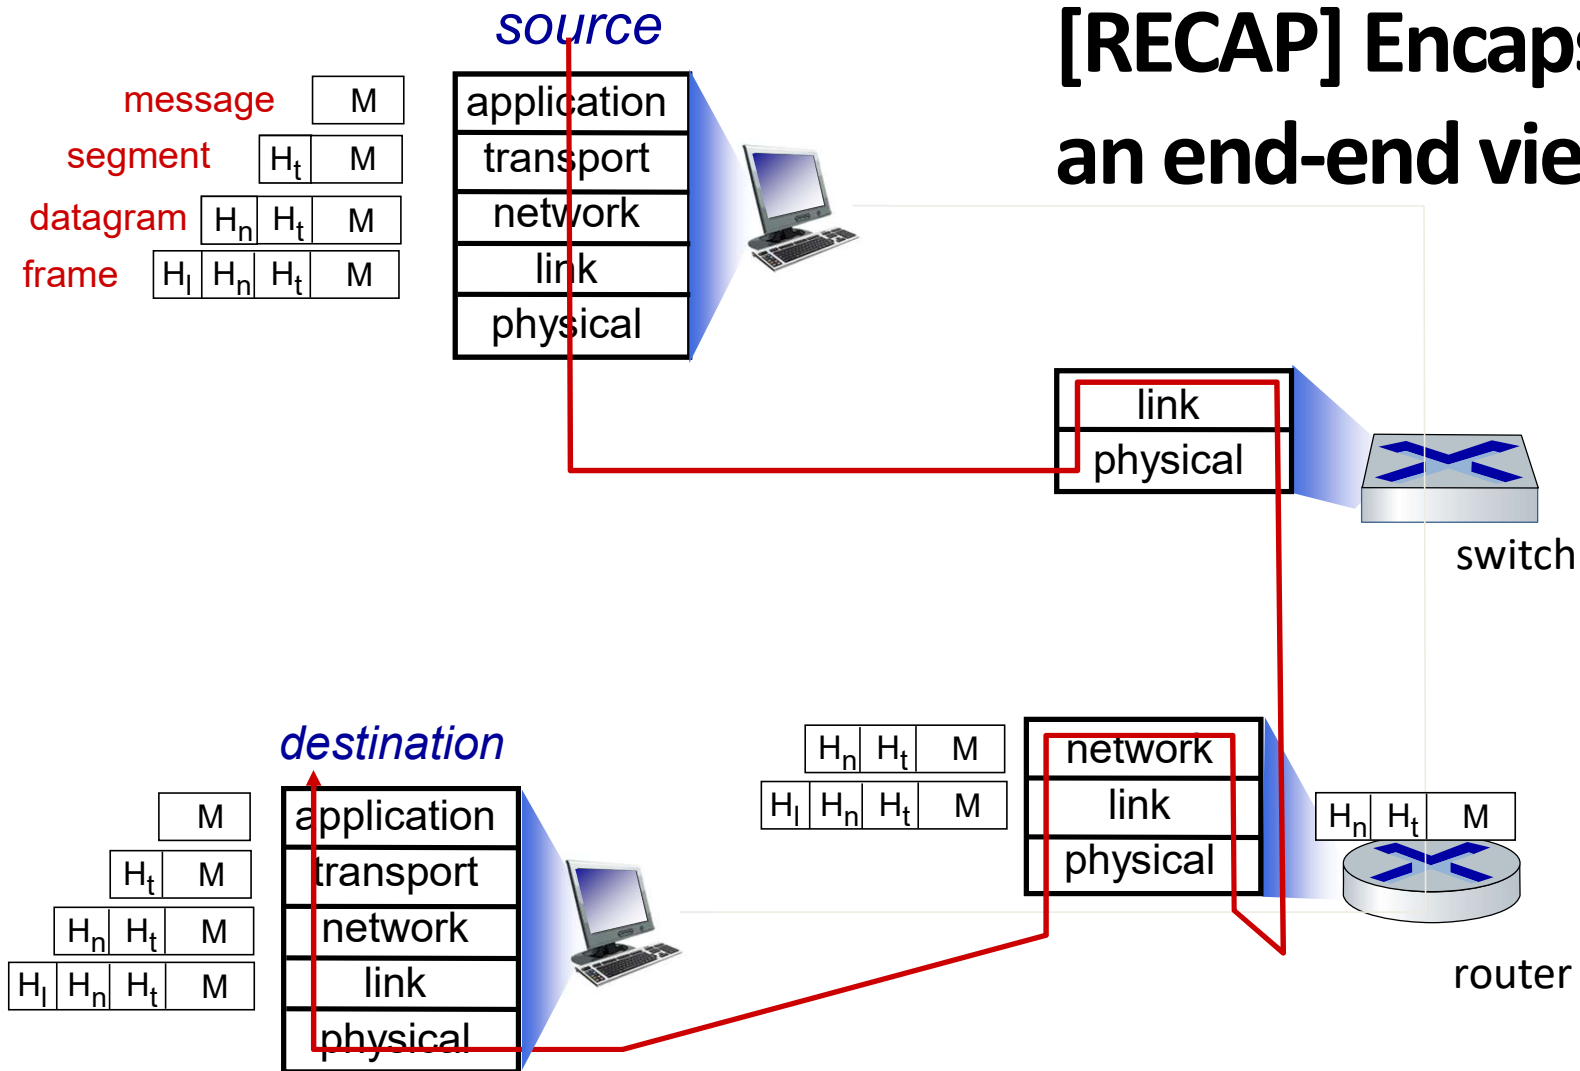 source
[RECAP] Encaps
an end-end vie
message M
segment Ht M
datagram Hn Ht M
frame Hl Hn Ht M
application
transport
network
link
physical
link
physical
switch
destination
M
Ht M
Hn Ht M
Hl Hn Ht M
application
transport
network
link
physical
Hn Ht M
Hl Hn Ht M
network
link
physical
Hn Ht M
router